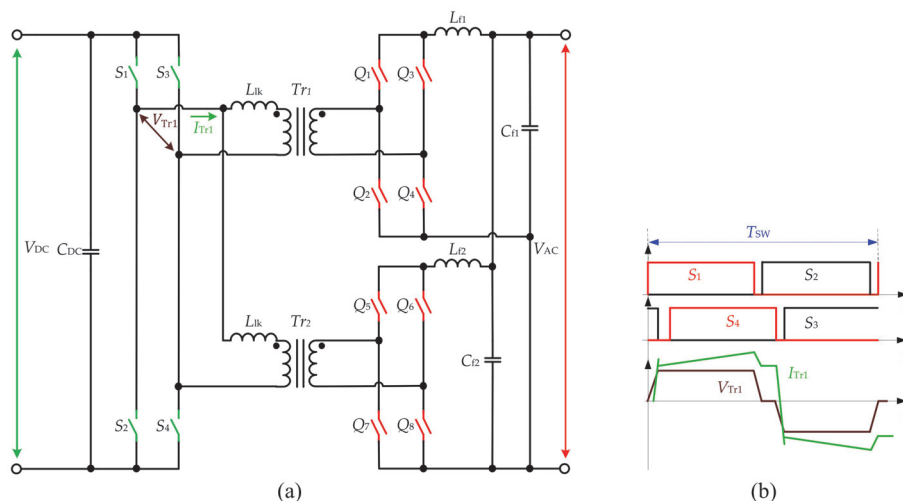 Lf1
S1 S3 Q1 Q3
Llk Tr1
VTr1 ITr1 Cf1
Q2 Q4
VDC CDC VAC
Lf2
Q5 Q6
Llk Tr2
Cf2
S2 S4 Q7 Q8
(a)
TSW
S1 S2
S4 S3
ITr1
VTr1
(b)